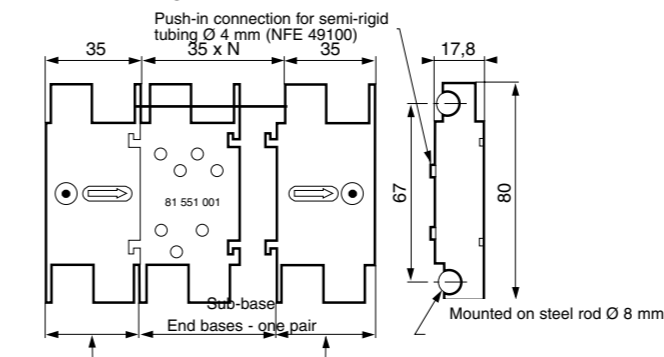 Push-in connection for semi-rigid
tubing Ø 4 mm (NFE 49100)
35
35 x N
35
17,8
67
80
81 551 001
Sub-base
End bases - one pair
Mounted on steel rod Ø 8 mm